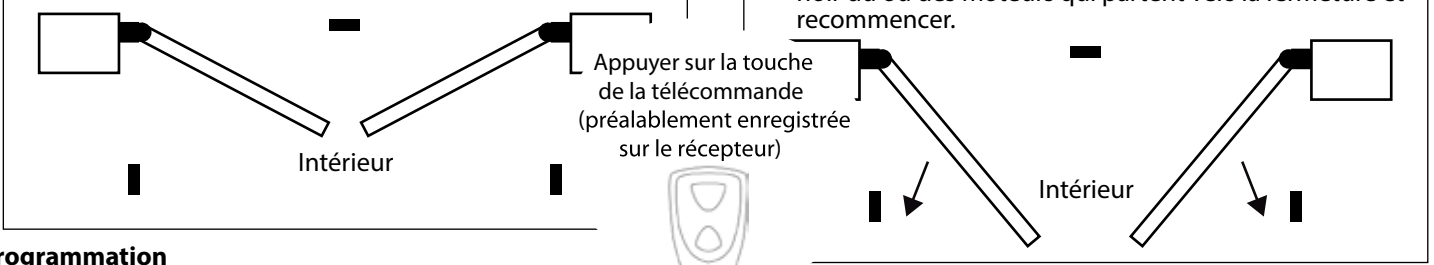 noir du ou des moteurs qui partent vers la fermeture et
recommencer.
Appuyer sur la touche
de la télécommande
(préalablement enregistrée
sur le récepteur)
Intérieur
Intérieur
rogrammation